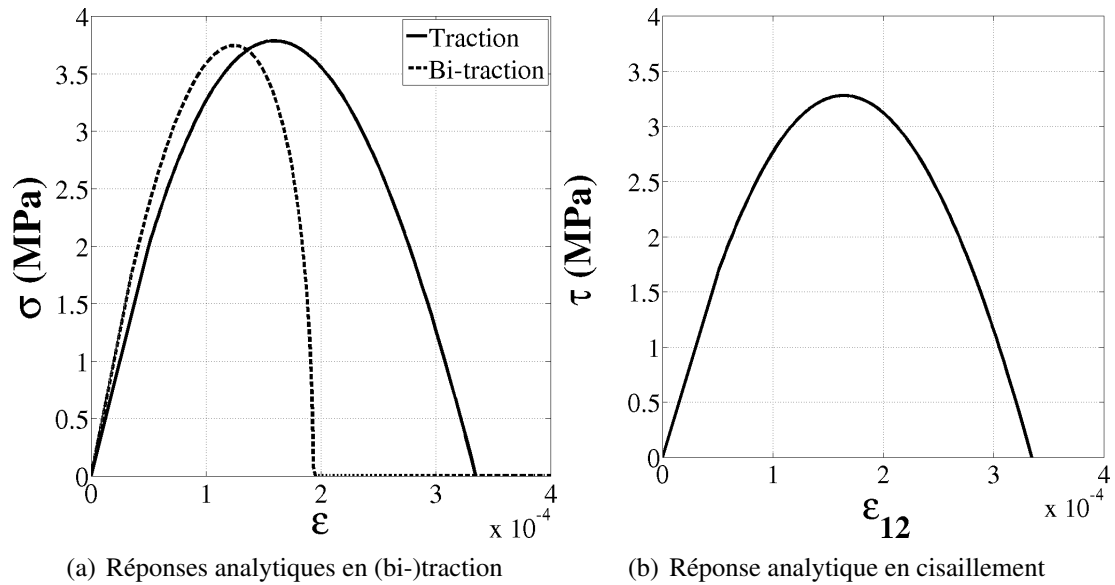 4
3.5
3
2.5
2
1.5
1
0.5
0
σ (MPa)
Traction
Bi-traction
0 1 2 3 4
x 10⁻⁴
ε
(a) Réponses analytiques en (bi-)traction
4
3.5
3
2.5
2
1.5
1
0.5
0
τ (MPa)
0 1 2 3 4
x 10⁻⁴
ε₁₂
(b) Réponse analytique en cisaillement